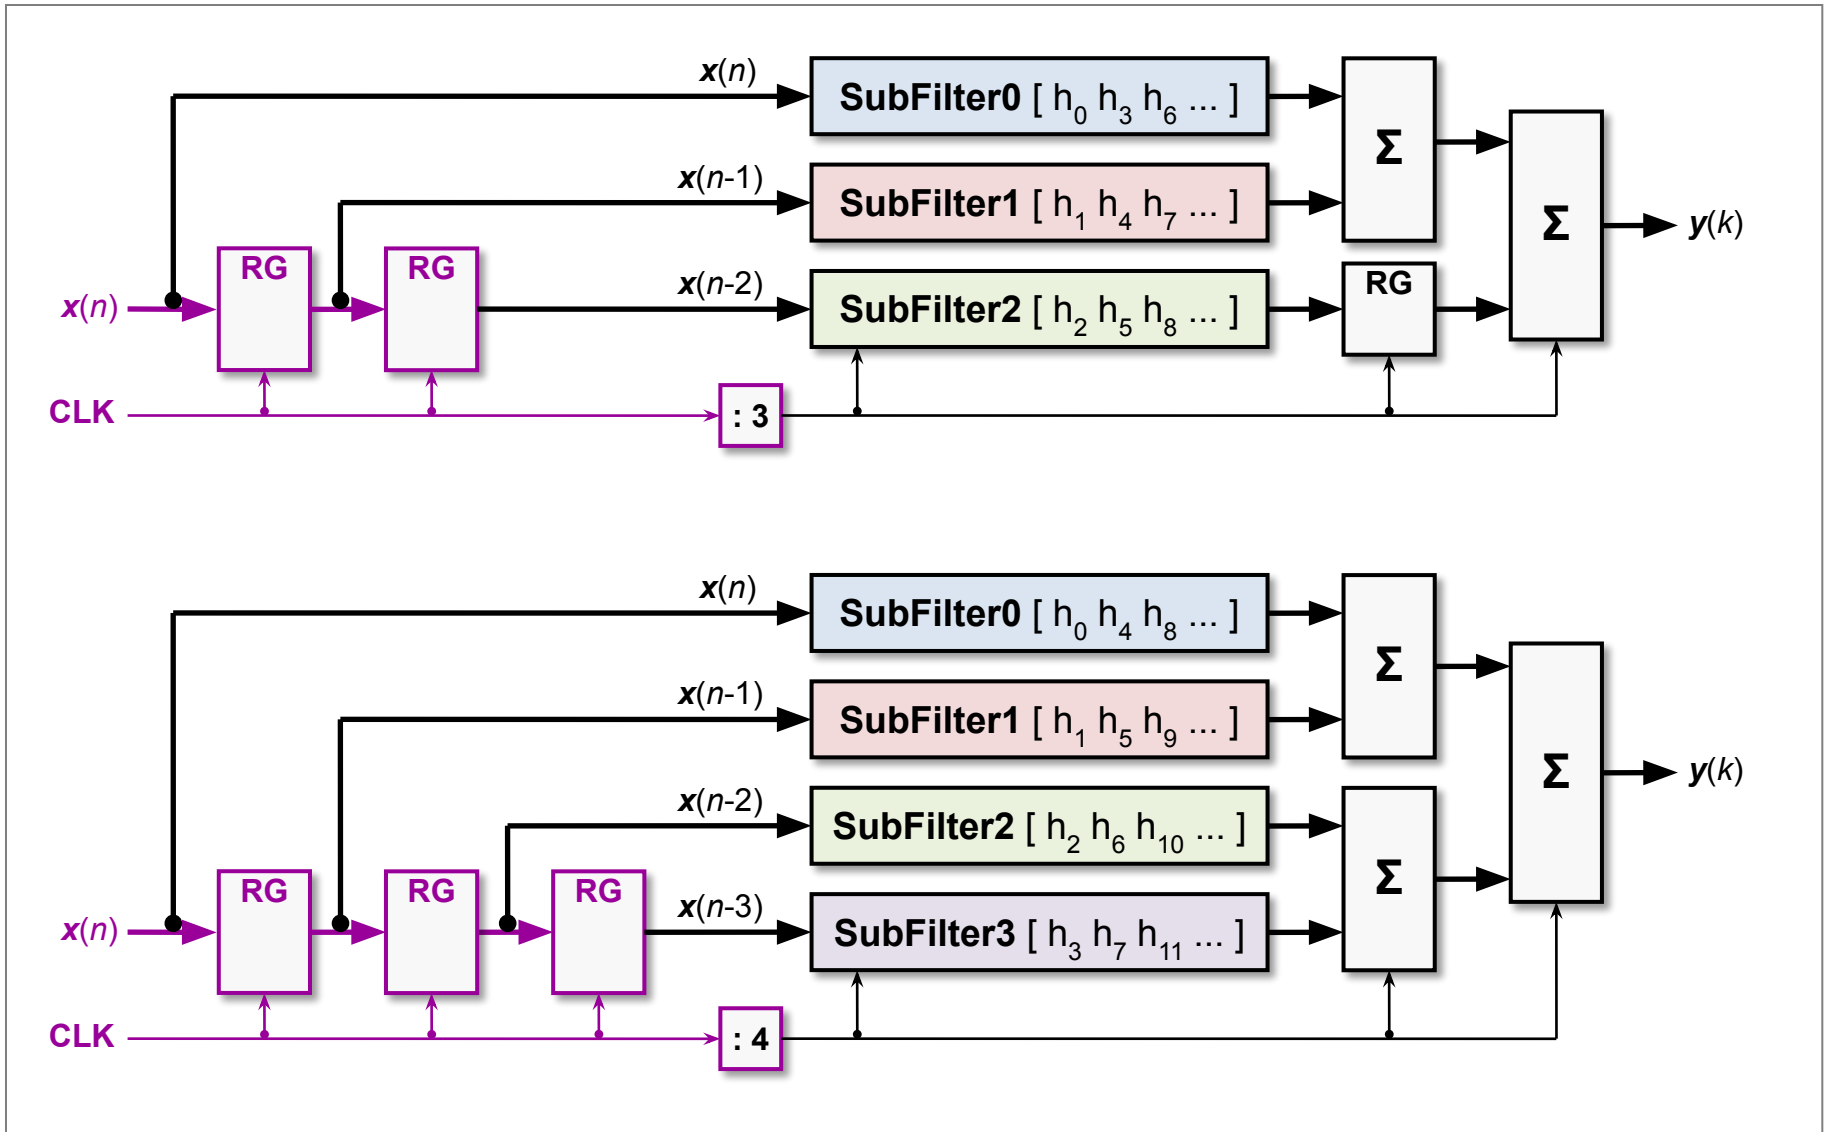 x(n)
SubFilter0 [ h0 h3 h6 ... ]
Σ
x(n-1)
SubFilter1 [ h1 h4 h7 ... ]
Σ
y(k)
RG
RG
x(n-2)
RG
x(n)
SubFilter2 [ h2 h5 h8 ... ]
CLK
: 3
x(n)
SubFilter0 [ h0 h4 h8 ... ]
Σ
x(n-1)
SubFilter1 [ h1 h5 h9 ... ]
Σ
y(k)
x(n-2)
SubFilter2 [ h2 h6 h10 ... ]
Σ
RG
RG
RG
x(n-3)
x(n)
SubFilter3 [ h3 h7 h11 ... ]
CLK
: 4